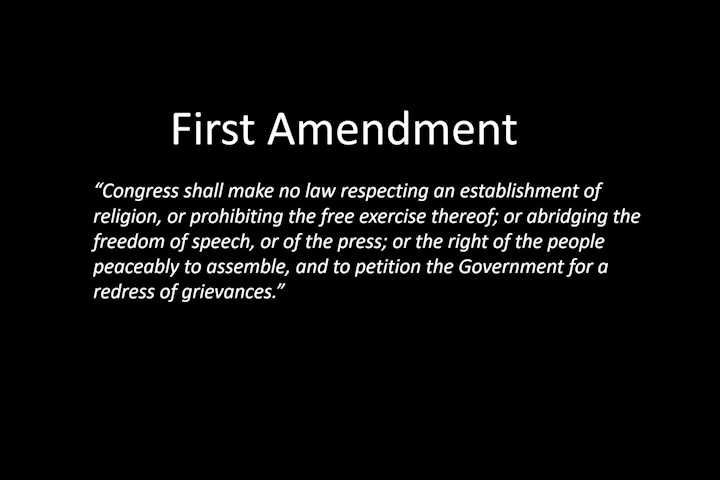 First Amendment
“Congress shall make no law respecting an establishment of
religion, or prohibiting the free exercise thereof; or abridging the
freedom of speech, or of the press; or the right of the people
peaceably to assemble, and to petition the Government for a
redress of grievances.”